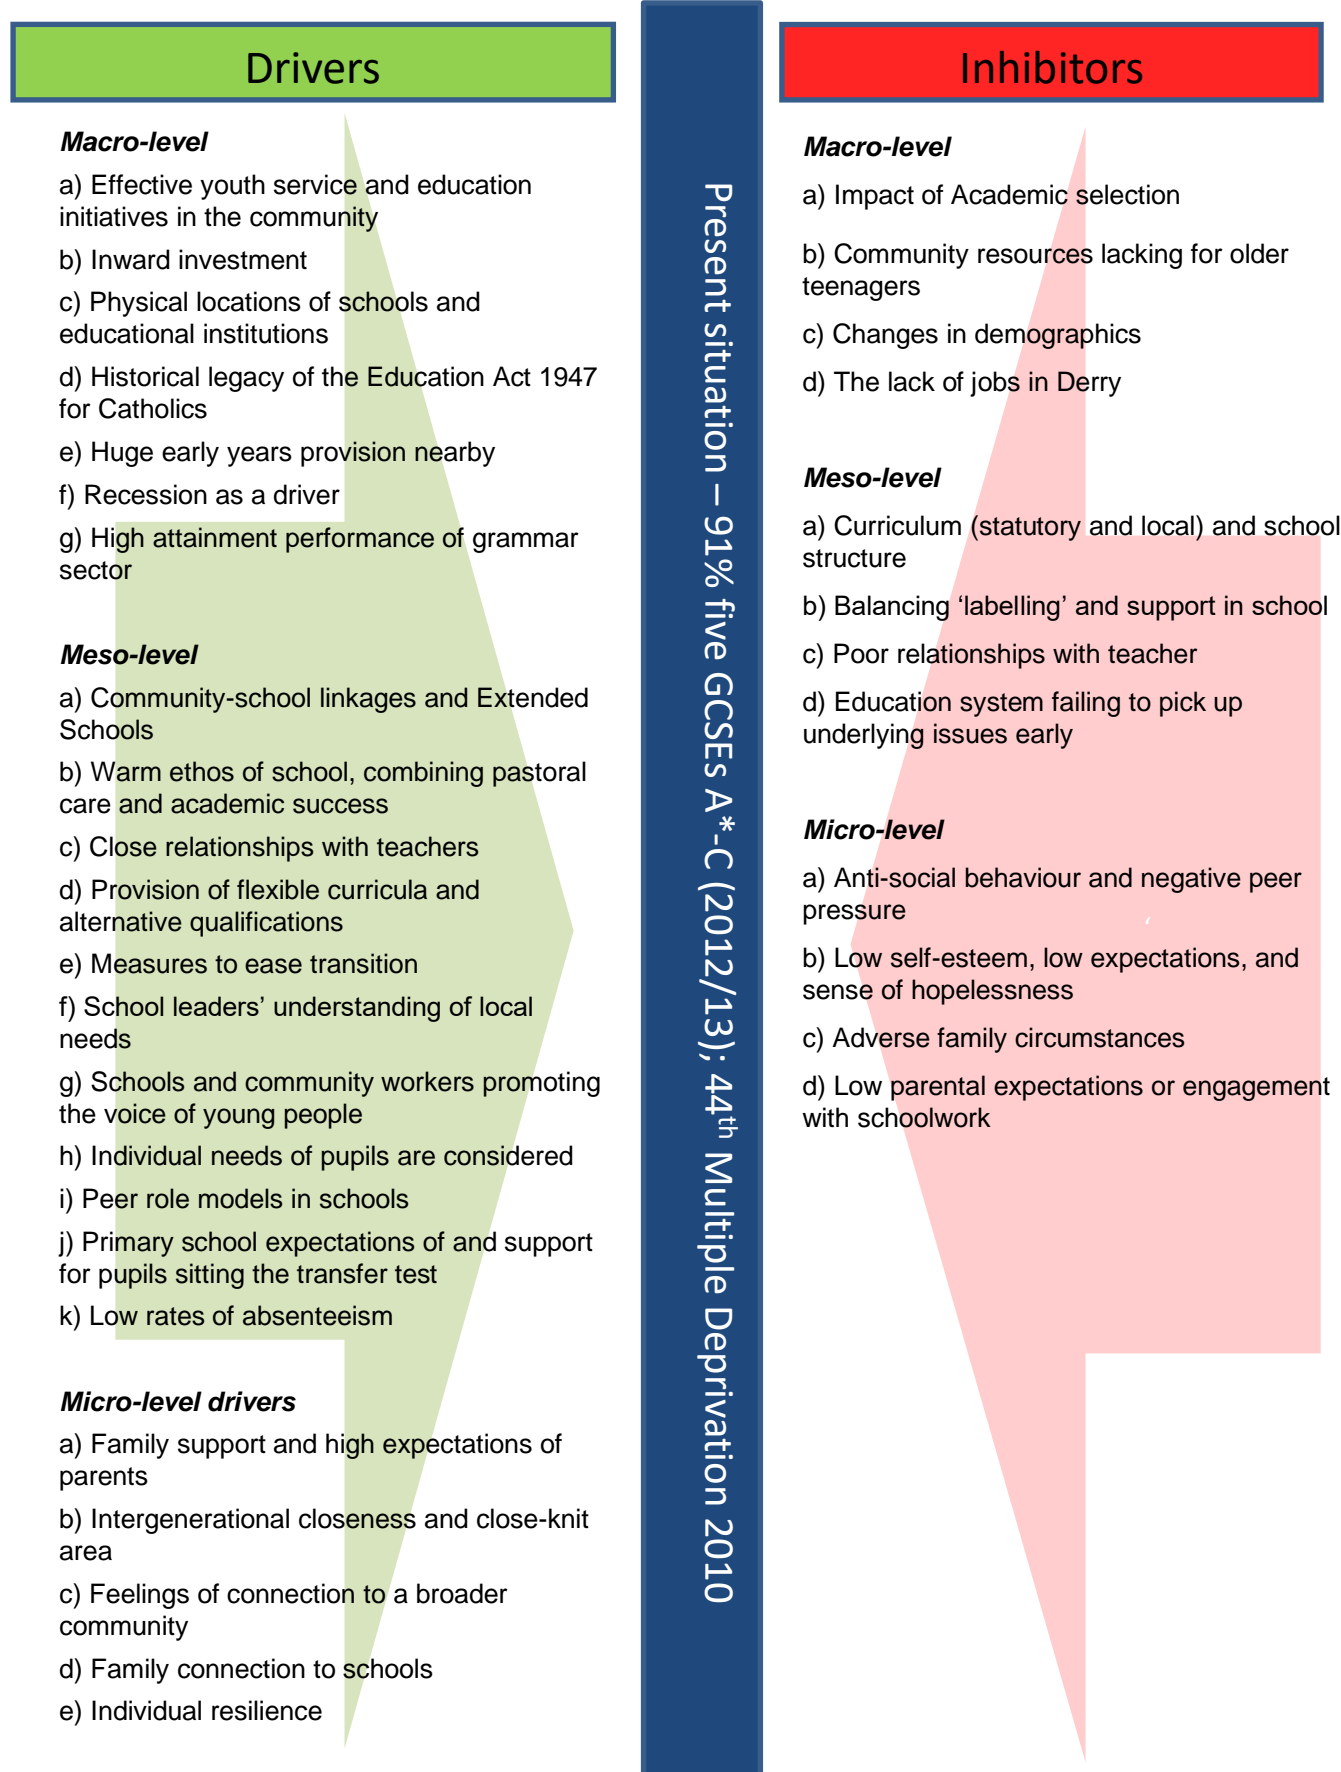 Drivers
Macro-level
a) Effective youth service and education
initiatives in the community
b) Inward investment
c) Physical locations of schools and
educational institutions
d) Historical legacy of the Education Act 1947
for Catholics
e) Huge early years provision nearby
f) Recession as a driver
g) High attainment performance of grammar
sector
Meso-level
a) Community-school linkages and Extended
Schools
b) Warm ethos of school, combining pastoral
care and academic success
c) Close relationships with teachers
d) Provision of flexible curricula and
alternative qualifications
e) Measures to ease transition
f) School leaders’ understanding of local
needs
g) Schools and community workers promoting
the voice of young people
h) Individual needs of pupils are considered
i) Peer role models in schools
j) Primary school expectations of and support
for pupils sitting the transfer test
k) Low rates of absenteeism
Micro-level drivers
a) Family support and high expectations of
parents
b) Intergenerational closeness and close-knit
area
c) Feelings of connection to a broader
community
d) Family connection to schools
e) Individual resilience
Present situation – 91% five GCSEs A*-C (2012/13); 44th Multiple Deprivation 2010
Inhibitors
Macro-level
a) Impact of Academic selection
b) Community resources lacking for older
teenagers
c) Changes in demographics
d) The lack of jobs in Derry
Meso-level
a) Curriculum (statutory and local) and school
structure
b) Balancing ‘labelling’ and support in school
c) Poor relationships with teacher
d) Education system failing to pick up
underlying issues early
Micro-level
a) Anti-social behaviour and negative peer
pressure
b) Low self-esteem, low expectations, and
sense of hopelessness
c) Adverse family circumstances
d) Low parental expectations or engagement
with schoolwork